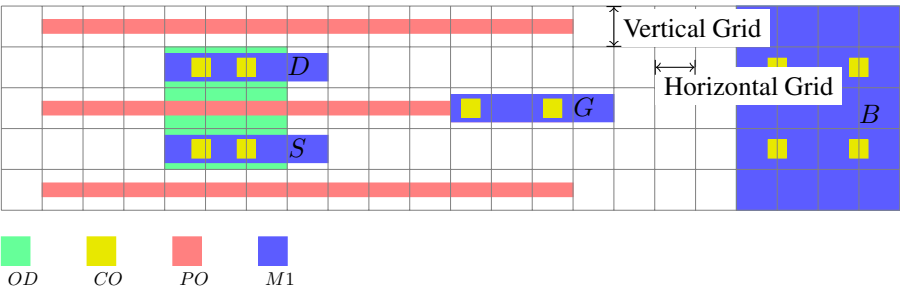 Vertical Grid
D
Horizontal Grid
G
B
S
OD CO PO M1